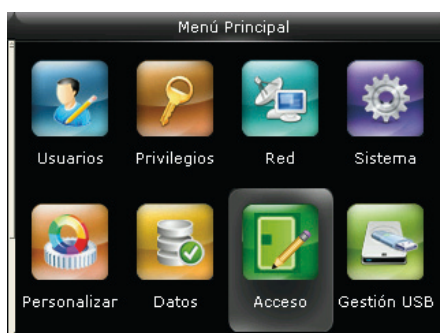 Menú Principal
Usuarios Privilegios Red Sistema
Personalizar Datos Acceso Gestión USB